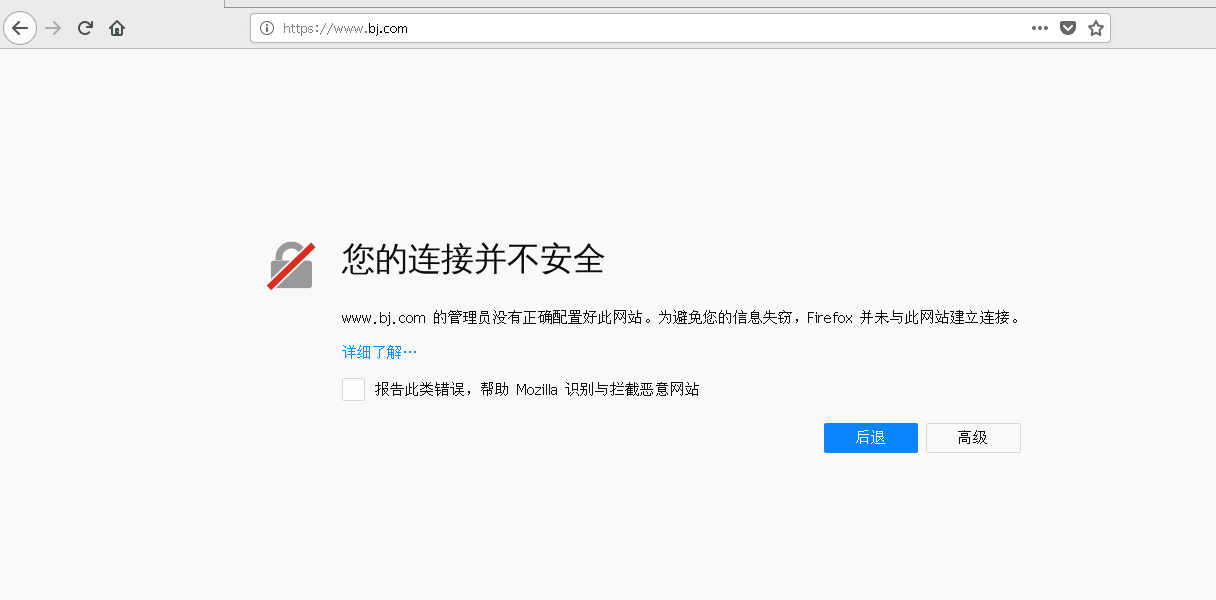 https://www.bj.com
您的连接并不安全
www.bj.com 的管理员没有正确配置好此网站。为避免您的信息失窃，Firefox 并未与此网站建立连接。
详细了解…
报告此类错误，帮助 Mozilla 识别与拦截恶意网站
后退 高级